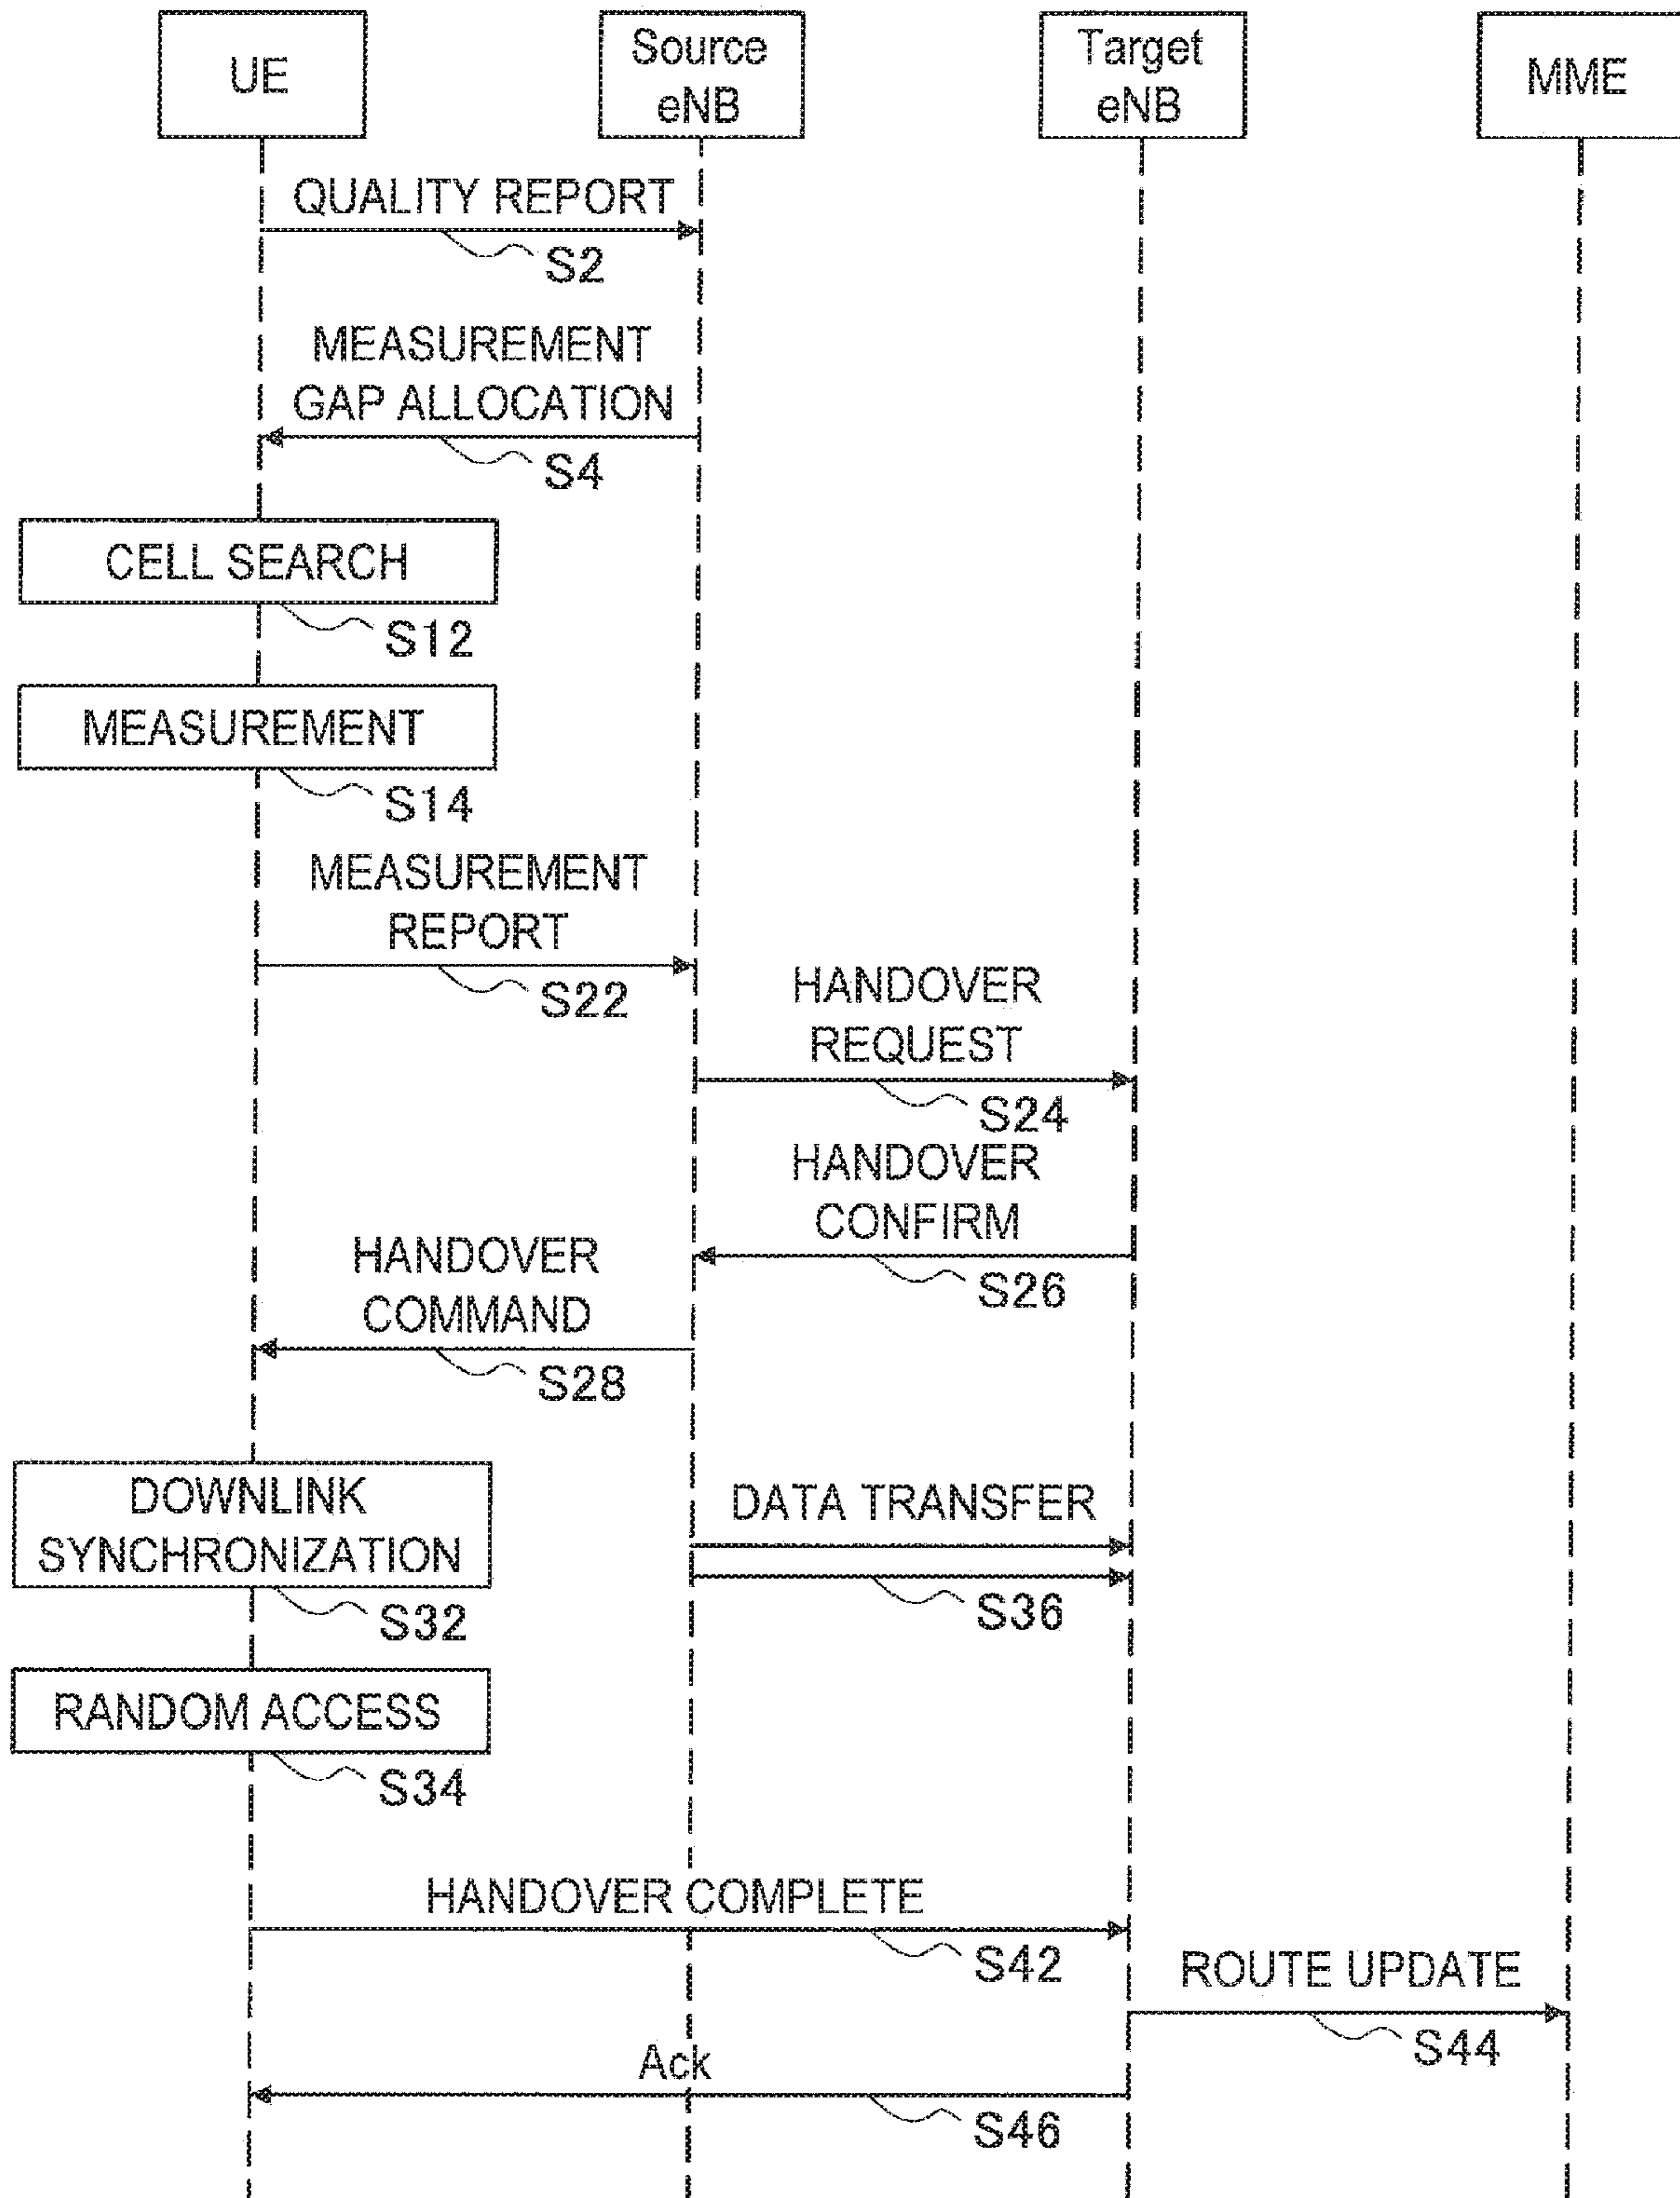 UE
Source
eNB
Target
eNB
MME
QUALITY REPORT
S2
MEASUREMENT
GAP ALLOCATION
S4
CELL SEARCH
S12
MEASUREMENT
S14
MEASUREMENT
REPORT
S22
HANDOVER
REQUEST
S24
HANDOVER
CONFIRM
S26
HANDOVER
COMMAND
S28
DOWNLINK
SYNCHRONIZATION
S32
DATA TRANSFER
S36
RANDOM ACCESS
S34
HANDOVER COMPLETE
S42
ROUTE UPDATE
S44
Ack
S46